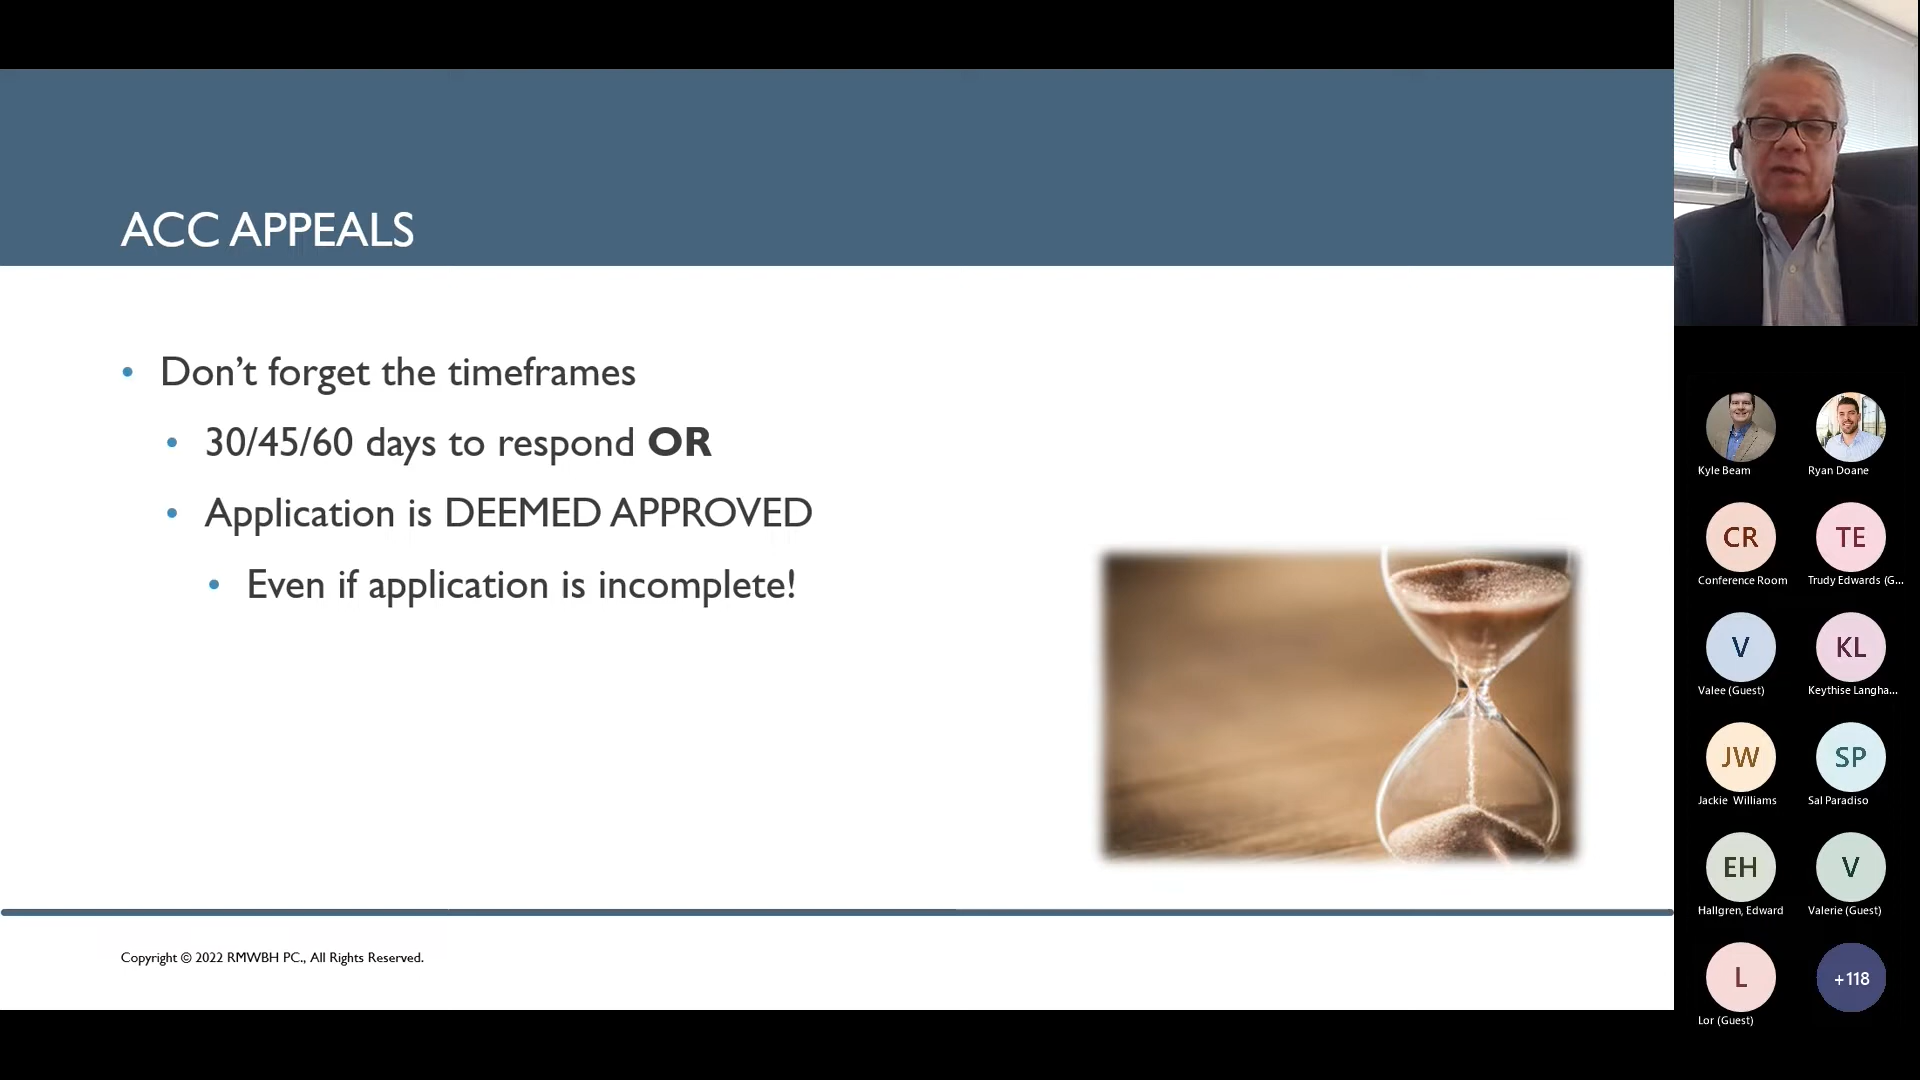 ACC APPEALS
Don’t forget the timeframes
30/45/60 days to respond OR
Application is DEEMED APPROVED
Even if application is incomplete!
Copyright © 2022 RMWBH PC., All Rights Reserved.
Kyle Beam
Ryan Doane
CR
TE
Conference Room
Trudy Edwards (G...
V
KL
Valee (Guest)
Keythise Langha...
JW
SP
Jackie Williams
Sal Paradiso
EH
V
Hallgren, Edward
Valerie (Guest)
L
+118
Lor (Guest)